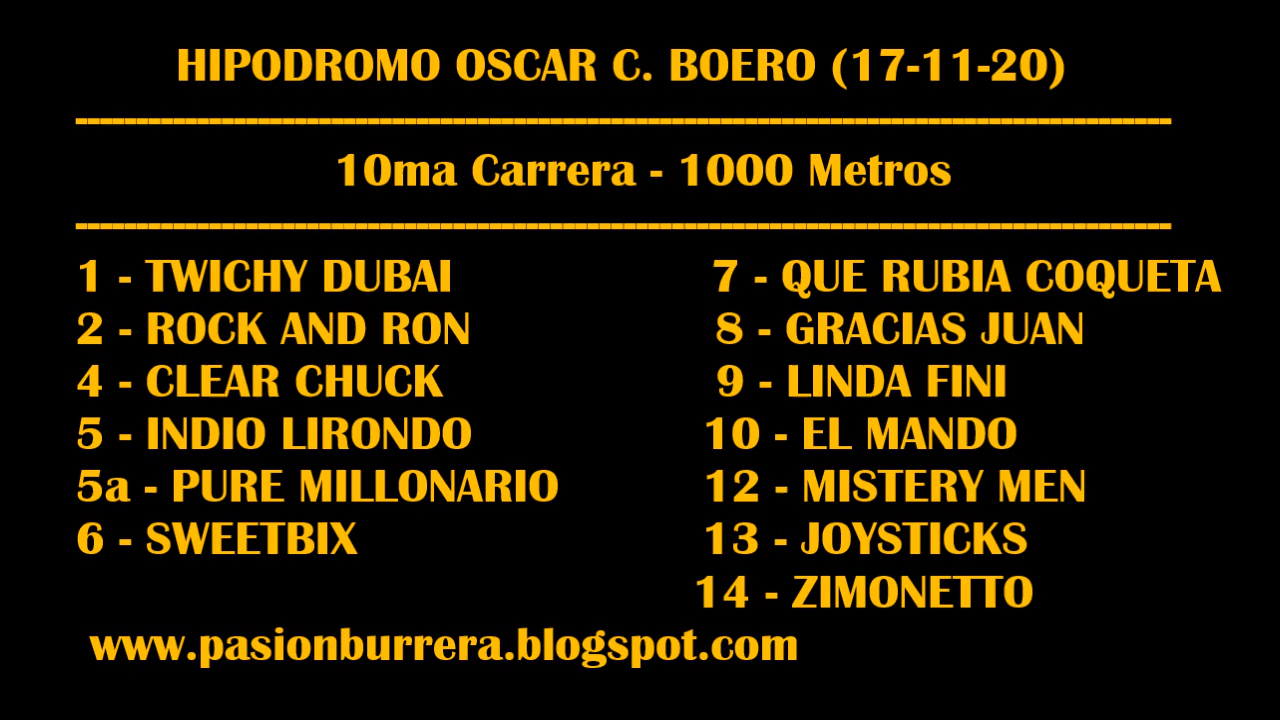 HIPODROMO OSCAR C. BOERO (17-11-20)
10ma Carrera - 1000 Metros
1 - TWICHY DUBAI
2 - ROCK AND RON
4 - CLEAR CHUCK
5 - INDIO LIRONDO
5a - PURE MILLONARIO
6 - SWEETBIX
7 - QUE RUBIA COQUETA
8 - GRACIAS JUAN
9 - LINDA FINI
10 - EL MANDO
12 - MISTERY MEN
13 - JOYSTICKS
14 - ZIMONETTO
www.pasionburrera.blogspot.com